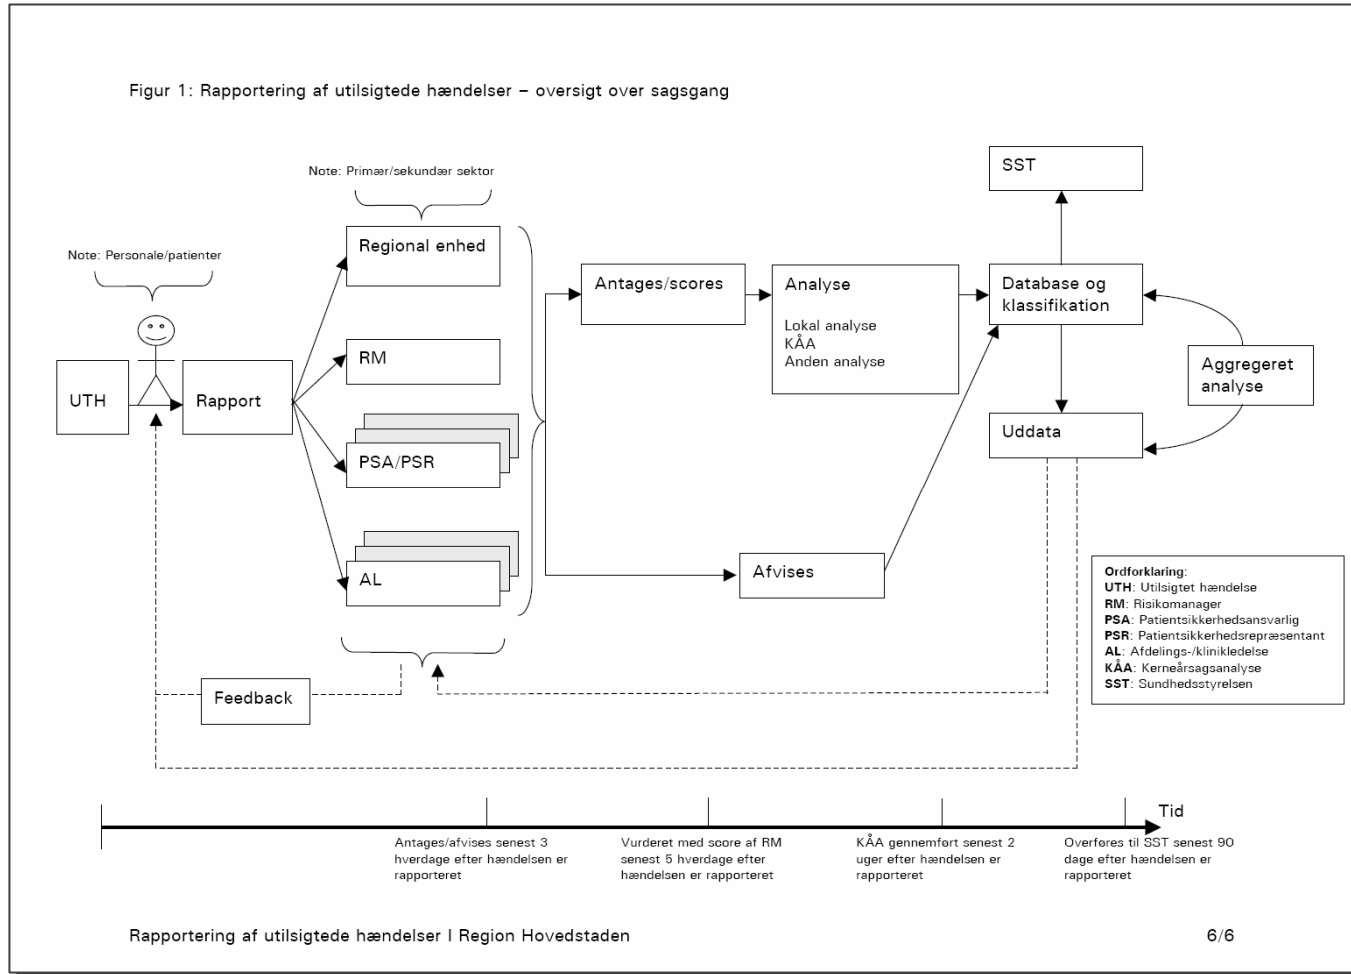 Figur 1: Rapportering af utilsigtede hændelser – oversigt over sagsgang
Note: Primær/sekundær sektor
Note: Personale/patienter
UTH
Rapport
Regional enhed
RM
PSA/PSR
AL
Antages/scores
Analyse
Lokal analyse
KÅA
Anden analyse
Afvises
SST
Database og
klassifikation
Uddata
Aggregeret
analyse
Feedback
Ordforklaring:
UTH: Utilsigtet hændelse
RM: Risikomanager
PSA: Patientsikkerhedsansvarlig
PSR: Patientsikkerhedsrepræsentant
AL: Afdelings-/klinikledelse
KÅA: Kerneårsagsanalyse
SST: Sundhedsstyrelsen
Tid
Antages/afvises senest 3
hverdage efter hændelsen er
rapporteret
Vurderet med score af RM
senest 5 hverdage efter
hændelsen er rapporteret
KÅA gennemført senest 2
uger efter hændelsen er
rapporteret
Overføres til SST senest 90
dage efter hændelsen er
rapporteret
Rapportering af utilsigtede hændelser I Region Hovedstaden
6/6